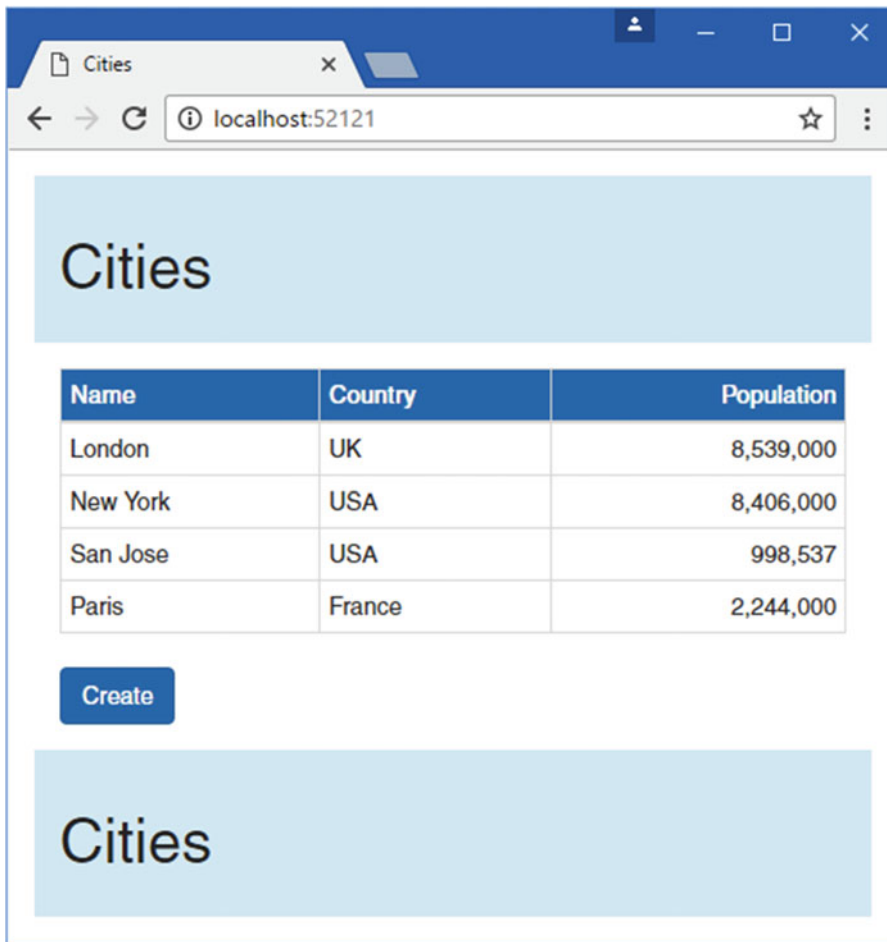 Cities
localhost:52121
Cities
Name Country Population
London UK 8,539,000
New York USA 8,406,000
San Jose USA 998,537
Paris France 2,244,000
Create
Cities